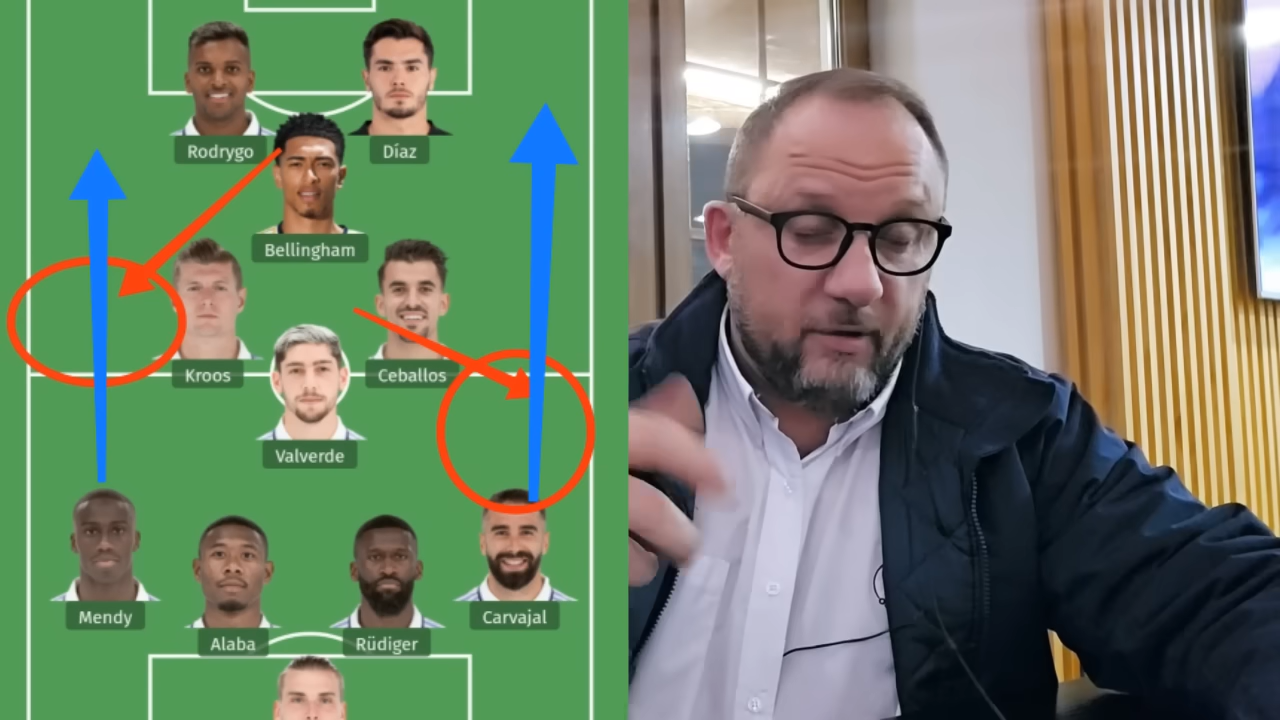 Rodrygo
Díaz
Bellingham
Kroos
Ceballos
Valverde
Mendy
Carvajal
Alaba
Rüdiger